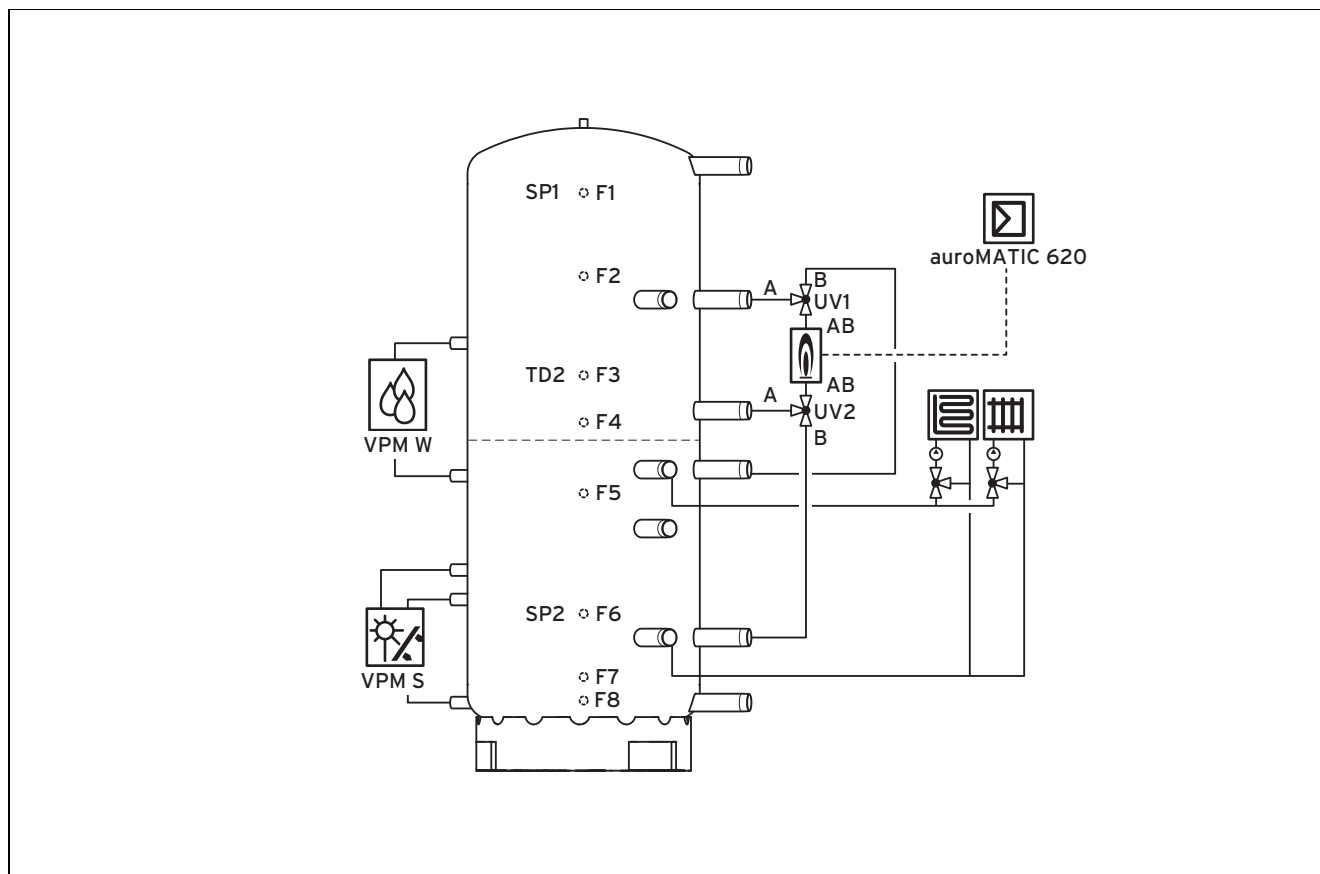 SP1 F1
auroMATIC 620
F2
A
B
UV1
AB
TD2 F3
AB
A
UV2
F4
VPM W
B
F5
SP2 F6
F7
VPM S
F8